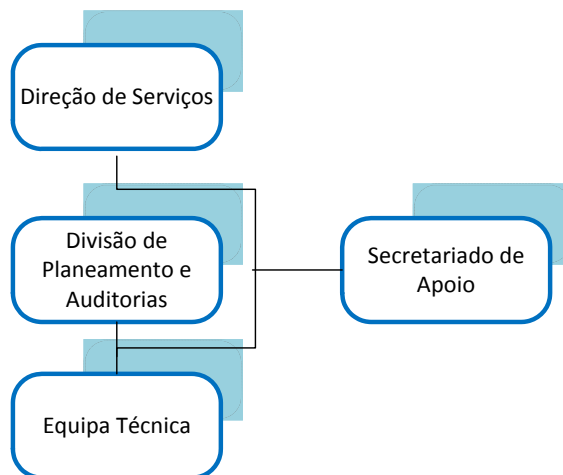 Direção de Serviços
Divisão de
Planeamento e
Auditorias
Secretariado de
Apoio
Equipa Técnica